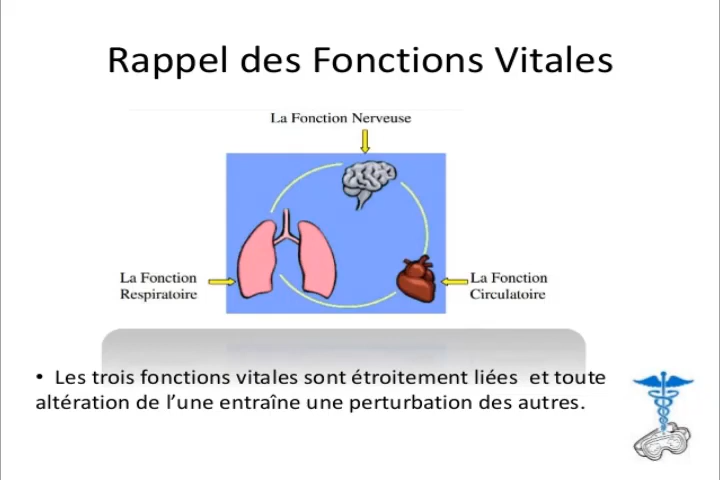 Rappel des Fonctions Vitales
La Fonction Nerveuse
La Fonction
Respiratoire
La Fonction
Circulatoire
• Les trois fonctions vitales sont étroitement liées et toute
altération de l’une entraîne une perturbation des autres.